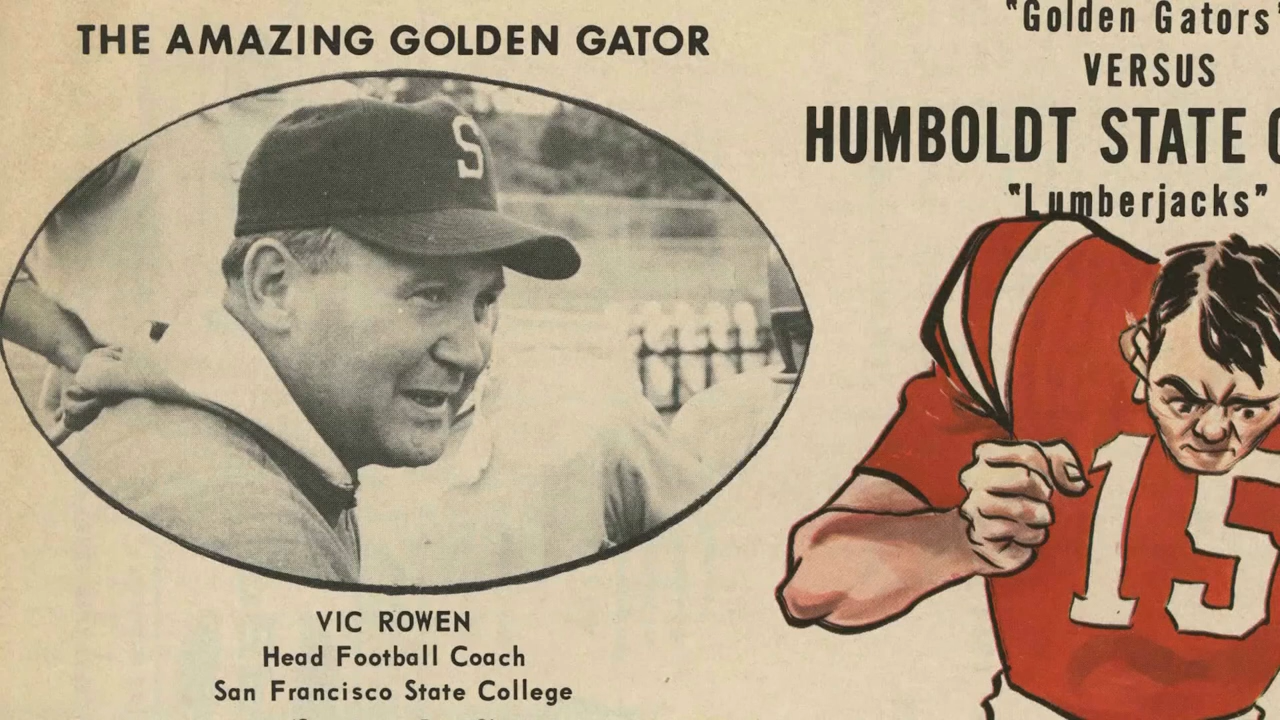 THE AMAZING GOLDEN GATOR
S
VIC ROWEN
Head Football Coach
San Francisco State College
"Golden Gators"
VERSUS
HUMBOLDT STATE
"Lumberjacks"
15